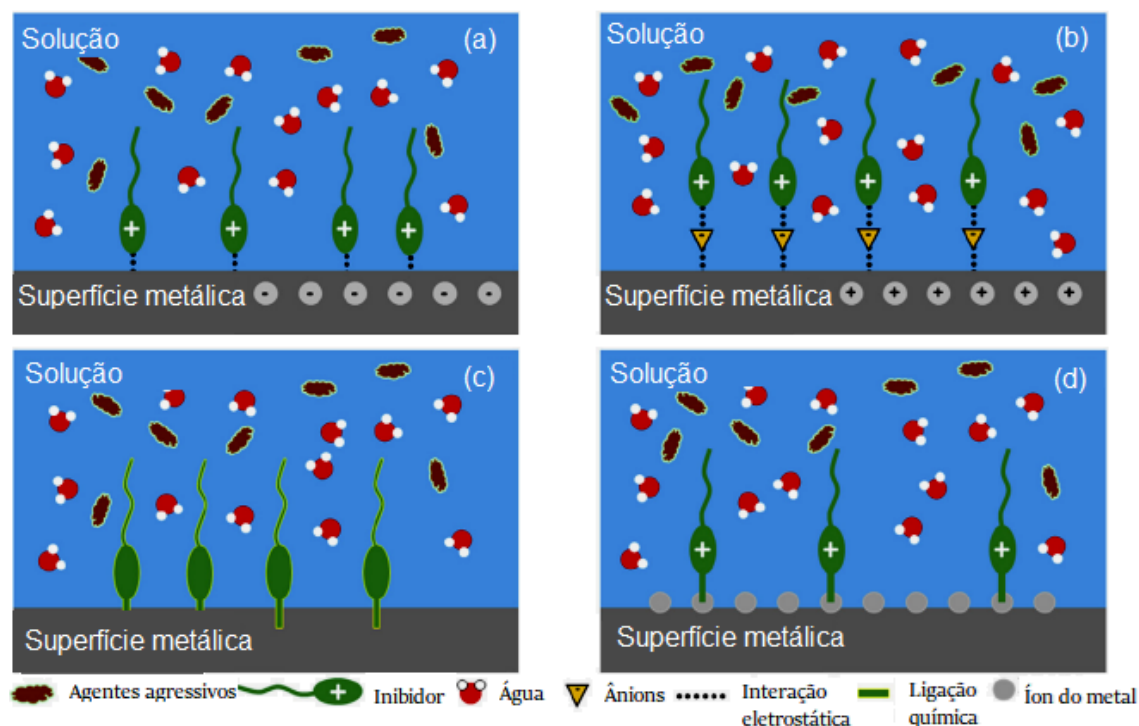 Solução (a)
Superfície metálica - - - - - -
Solução (b)
Superfície metálica + + + + + +
Solução (c)
Superfície metálica
Solução (d)
Superfície metálica
Agentes agressivos
Inibidor
Água
Ânions
Interação
eletrostática
Ligação
química
Íon do metal